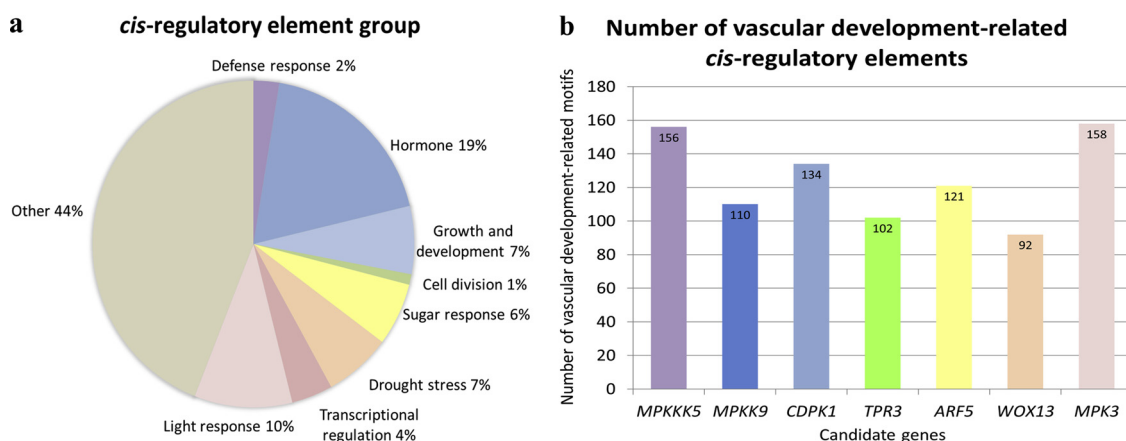 a
cis-regulatory element group
Defense response 2%
Hormone 19%
Growth and
development 7%
Cell division 1%
Sugar response 6%
Drought stress 7%
Transcriptional
regulation 4%
Light response 10%
Other 44%
b
Number of vascular development-related
cis-regulatory elements
Number of vascular development-related motifs
180
160
140
120
100
80
60
40
20
0
156
110
134
102
121
92
158
MPKKK5 MPKK9 CDPK1 TPR3 ARF5 WOX13 MPK3
Candidate genes